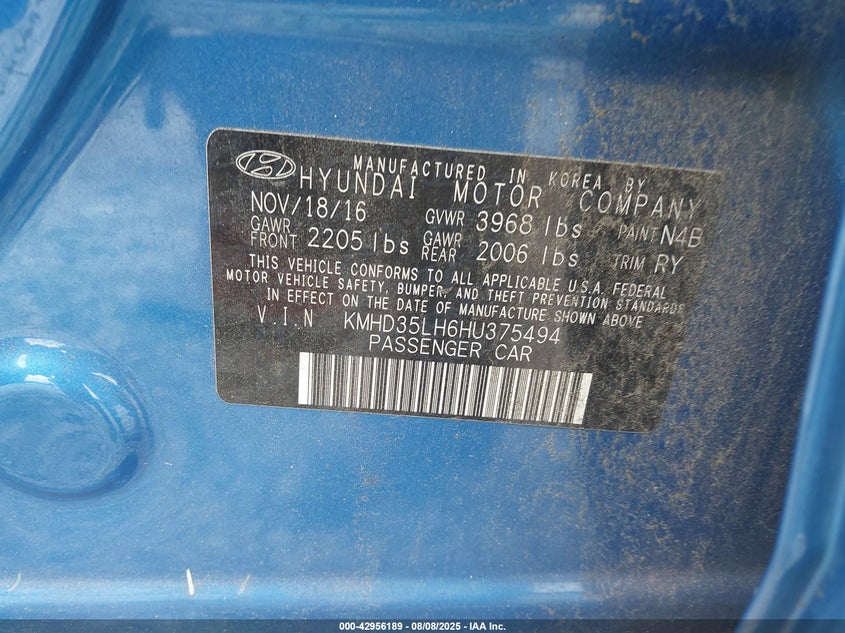 MANUFACTURED IN KOREA BY
HYUNDAI MOTOR COMPANY
NOV/18/16 GVWR 3968 lbs PAINT N4B
GAWR FRONT 2205 lbs GAWR REAR 2006 lbs TRIM RY
THIS VEHICLE CONFORMS TO ALL APPLICABLE U.S.A. FEDERAL
MOTOR VEHICLE SAFETY, BUMPER, AND THEFT PREVENTION STANDARDS
IN EFFECT ON THE DATE OF MANUFACTURE SHOWN ABOVE
V.I.N KMHD35LH6HU375494
PASSENGER CAR
000-42956189 - 08/08/2025 - IAA Inc.